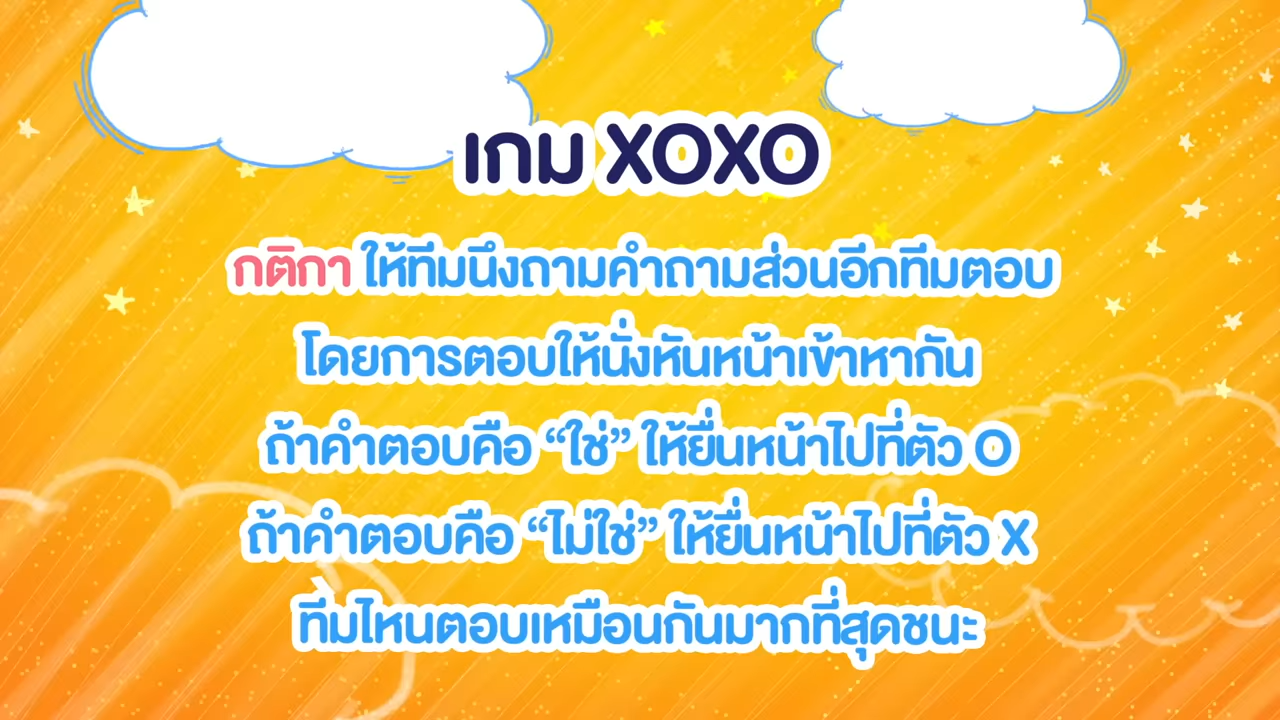 เกม XOXO
กติกา ให้ทีมนึงถามคำถามส่วนอีกทีมตอบ
โดยการตอบให้นั่งหันหน้าเข้าหากัน
ถ้าคำตอบคือ “ใช่” ให้ยื่นหน้าไปที่ตัว O
ถ้าคำตอบคือ “ไม่ใช่” ให้ยื่นหน้าไปที่ตัว X
ทีมไหนตอบเหมือนกันมากที่สุดชนะ